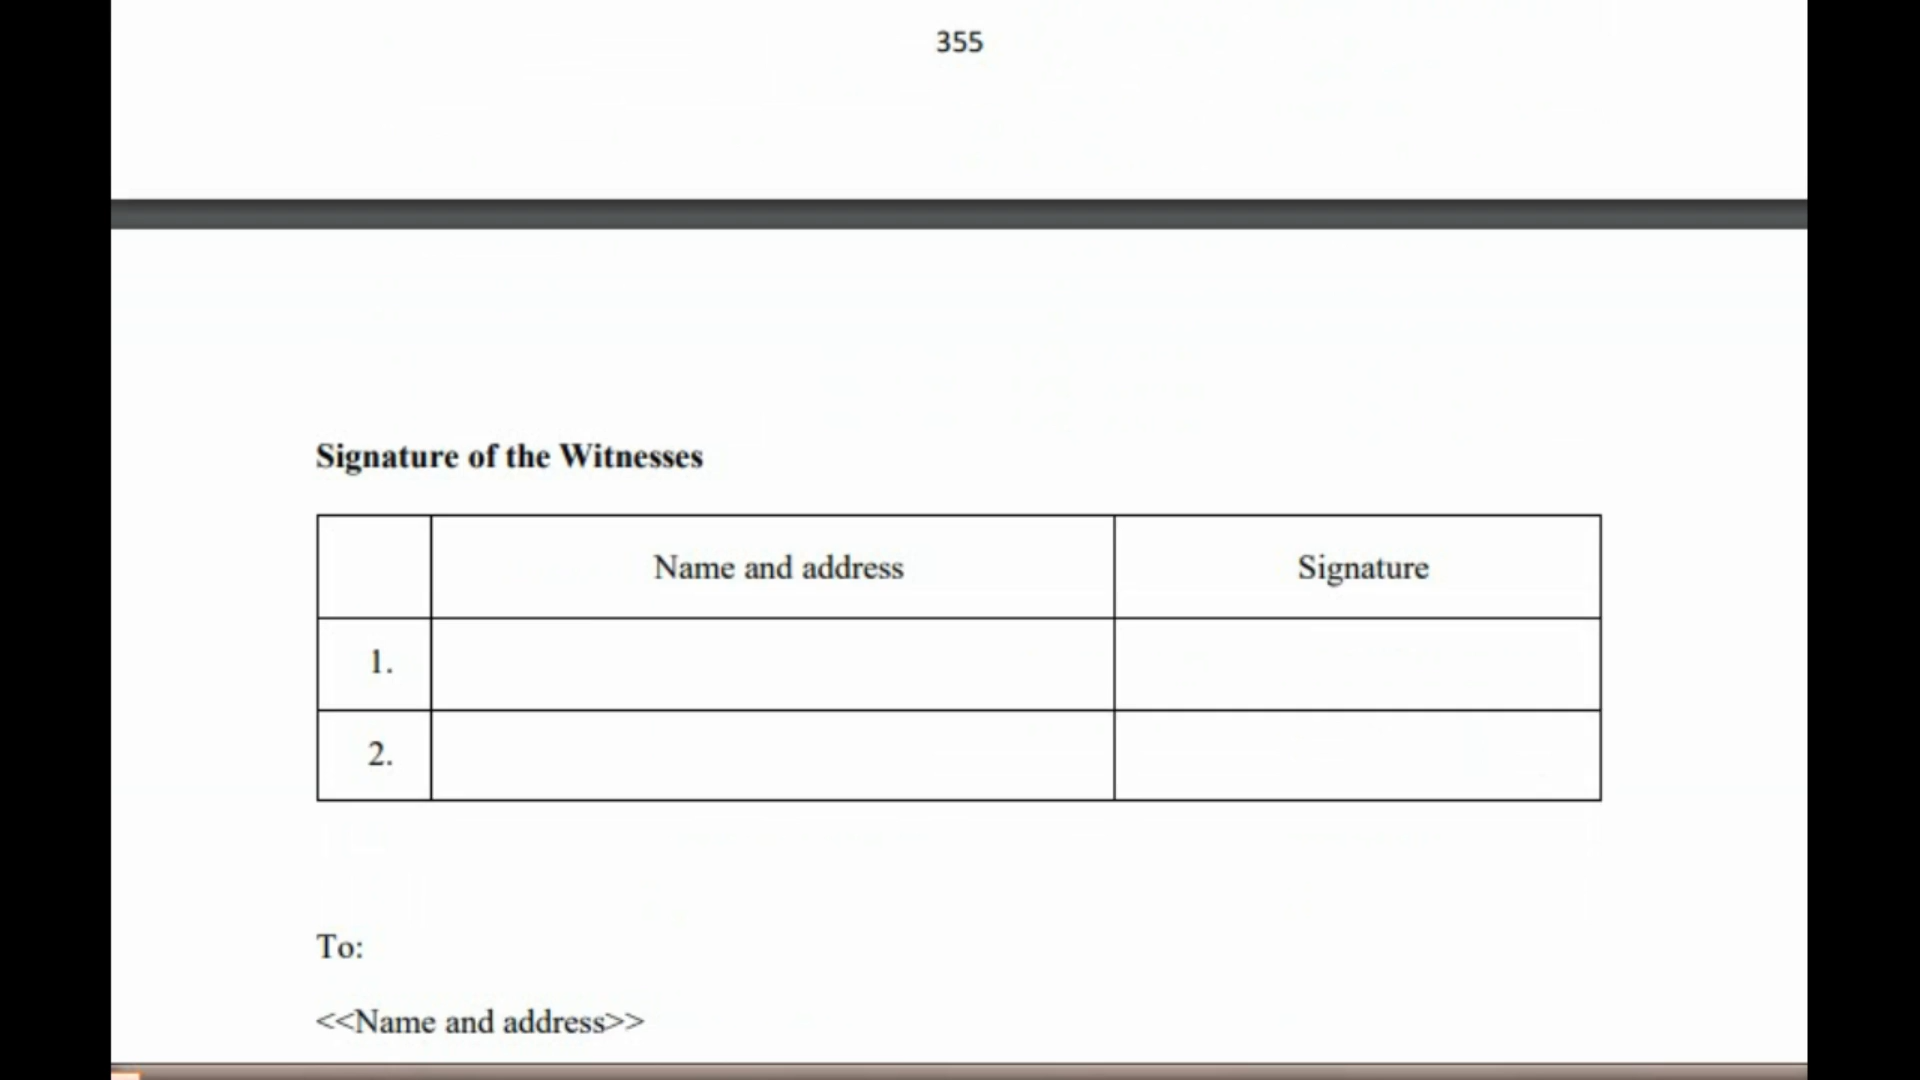 355
Signature of the Witnesses
Name and address Signature
1.
2.
To:
<<Name and address>>